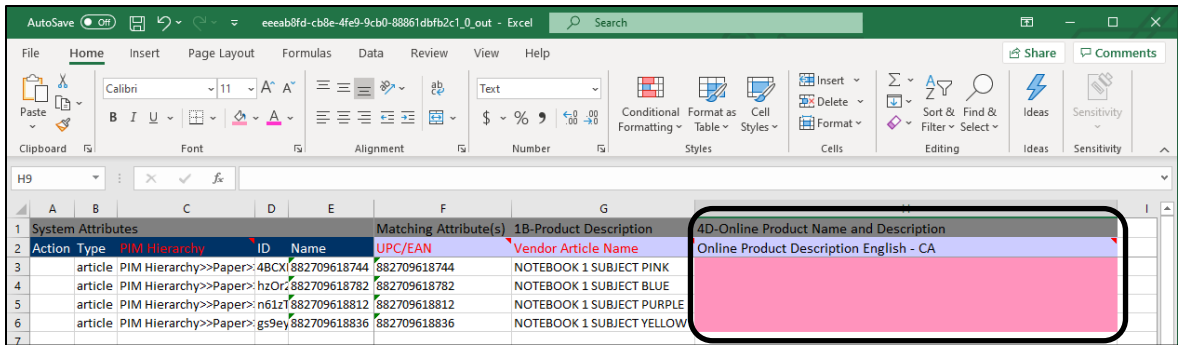 AutoSave Off eeeab8fd-cb8e-4fe9-9cb0-88861dbfb2c1_0_out - Excel Search
File Home Insert Page Layout Formulas Data Review View Help Share Comments
Calibri 11 A^ A˅ ab Text Insert Σ
Paste B I U A $ % 9 Conditional Formatting Format as Table Cell Styles Delete Format Sort & Filter Find & Select Ideas Sensitivity
Clipboard Font Alignment Number Styles Cells Editing Ideas Sensitivity
H9 fx
A B C D E F G I
1 System Attributes Matching Attribute(s) 1B-Product Description 4D-Online Product Name and Description
2 Action Type PIM Hierarchy ID Name UPC/EAN Vendor Article Name Online Product Description English - CA
3 article PIM Hierarchy>>Paper>: 4BCXI 882709618744 882709618744 NOTEBOOK 1 SUBJECT PINK
4 article PIM Hierarchy>>Paper>: hzOr2 882709618782 882709618782 NOTEBOOK 1 SUBJECT BLUE
5 article PIM Hierarchy>>Paper>: n61zT 882709618812 882709618812 NOTEBOOK 1 SUBJECT PURPLE
6 article PIM Hierarchy>>Paper>: gs9ey 882709618836 882709618836 NOTEBOOK 1 SUBJECT YELLOW
7